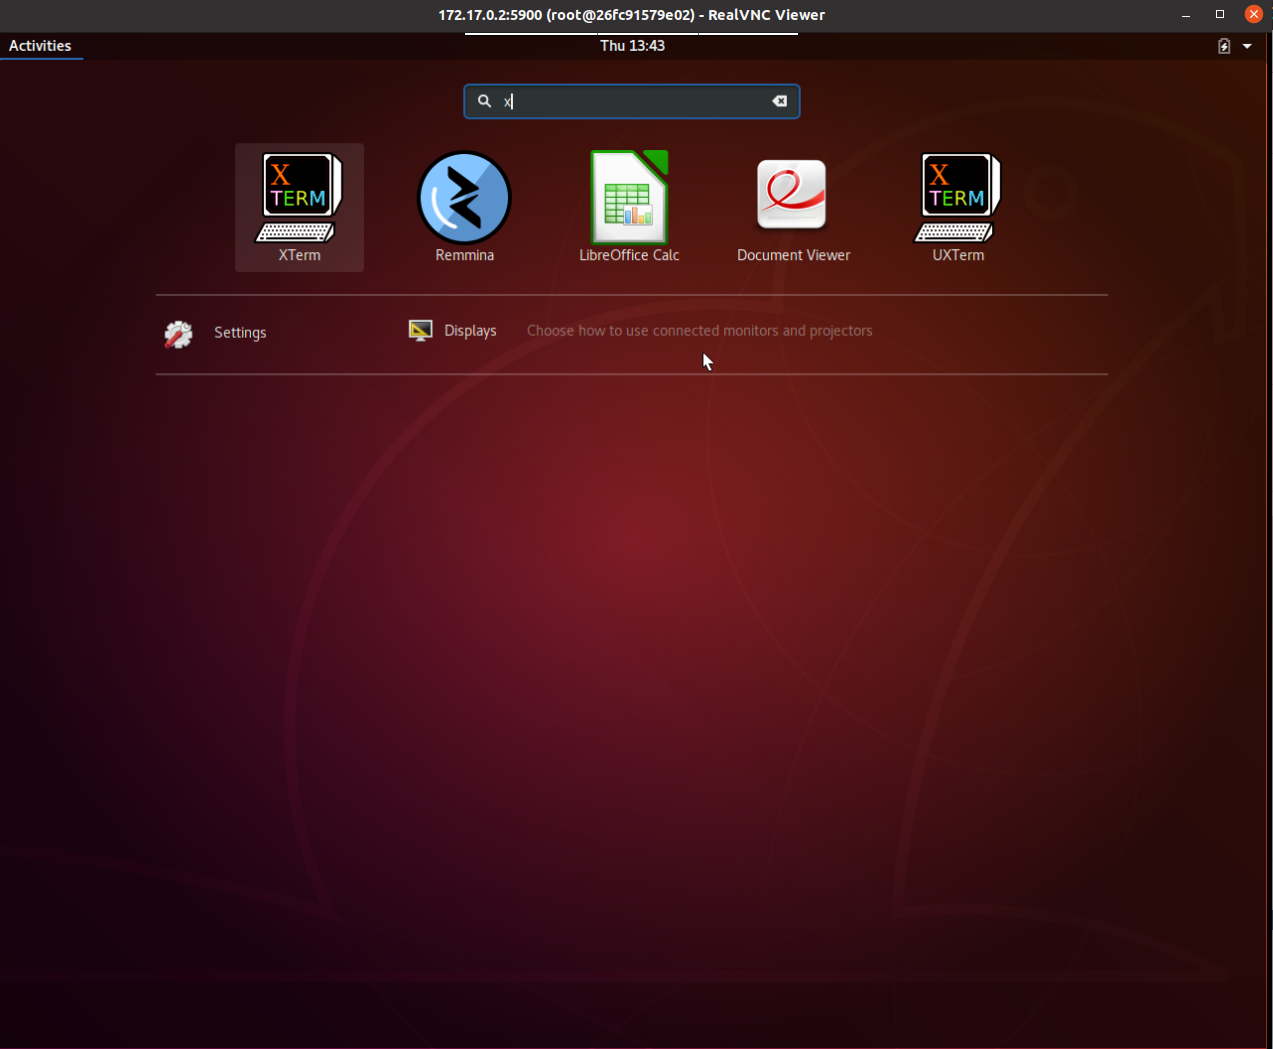 172.17.0.2:5900 (root@26fc91579e02) - RealVNC Viewer
Activities
Thu 13:43
x
X TERM
X TERM
XTerm
Remmina
LibreOffice Calc
Document Viewer
UXTerm
Settings
Displays
Choose how to use connected monitors and projectors